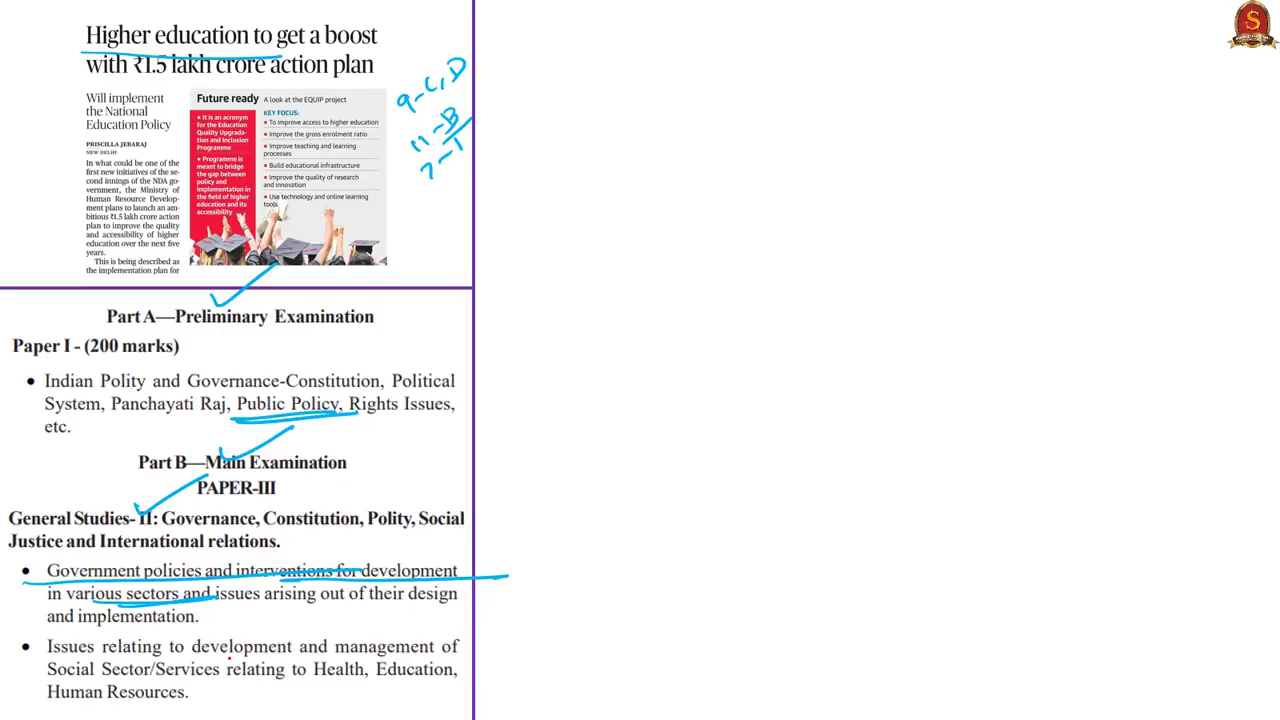 Higher education to get a boost
with ₹1.5 lakh crore action plan
Will implement
the National
Education Policy
PRISCILLA JEBARAJ
NEW DELHI
In what could be one of the
first new initiatives of the se-
cond innings of the NDA go-
vernment, the Ministry of
Human Resource Develop-
ment plans to launch an am-
bitious ₹1.5 lakh crore action
plan to improve the quality
and accessibility of higher
education over the next five
years.
This is being described as
the implementation plan for
Future ready A look at the EQUIP project
• It is an acronym
for the Education
Quality Upgrada-
tion and Inclusion
Programme
• Programme is
meant to bridge
the gap between
policy and
implementation in
the field of higher
education and its
accessibility
KEY FOCUS:
• To improve access to higher education
• Improve the gross enrolment ratio
• Improve teaching and learning
processes
• Build educational infrastructure
• Improve the quality of research
and innovation
• Use technology and online learning
tools
9-C, D
11-B
7-T
S
Part A—Preliminary Examination
Paper I - (200 marks)
• Indian Polity and Governance-Constitution, Political
System, Panchayati Raj, Public Policy, Rights Issues,
etc.
Part B—Main Examination
PAPER-III
General Studies- II: Governance, Constitution, Polity, Social
Justice and International relations.
• Government policies and interventions for development
in various sectors and issues arising out of their design
and implementation.
• Issues relating to development and management of
Social Sector/Services relating to Health, Education,
Human Resources.